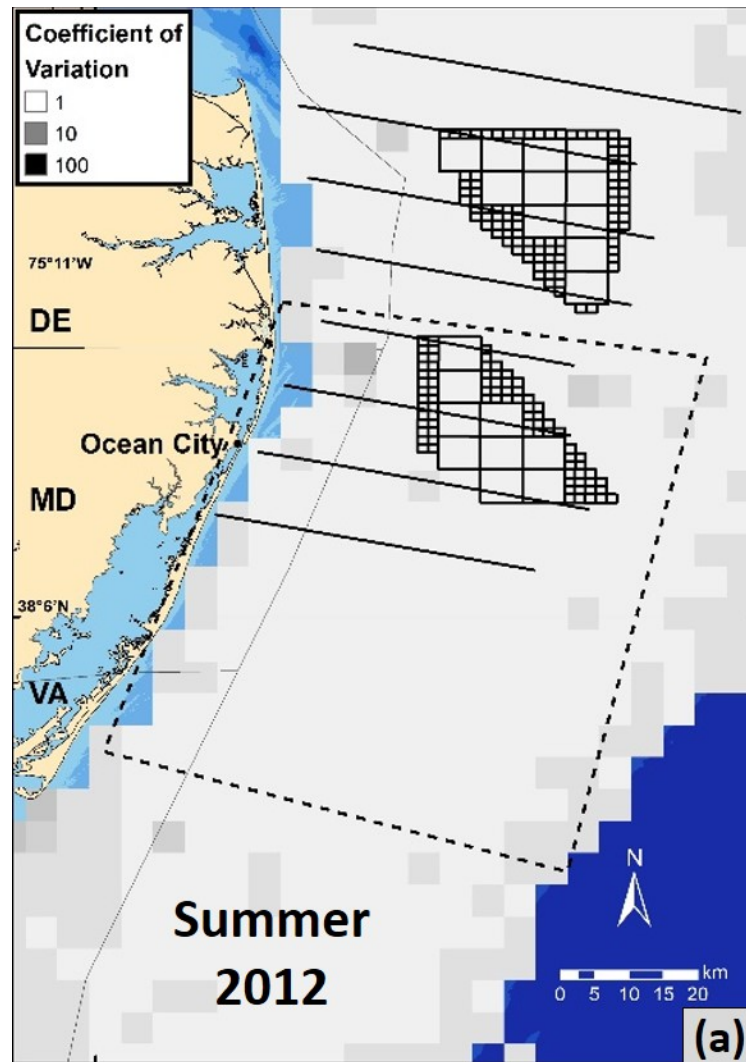 Coefficient of
Variation
1
10
100
75°11'W
DE
Ocean City
MD
38°6'N
VA
Summer
2012
N
km
0 5 10 15 20
(a)